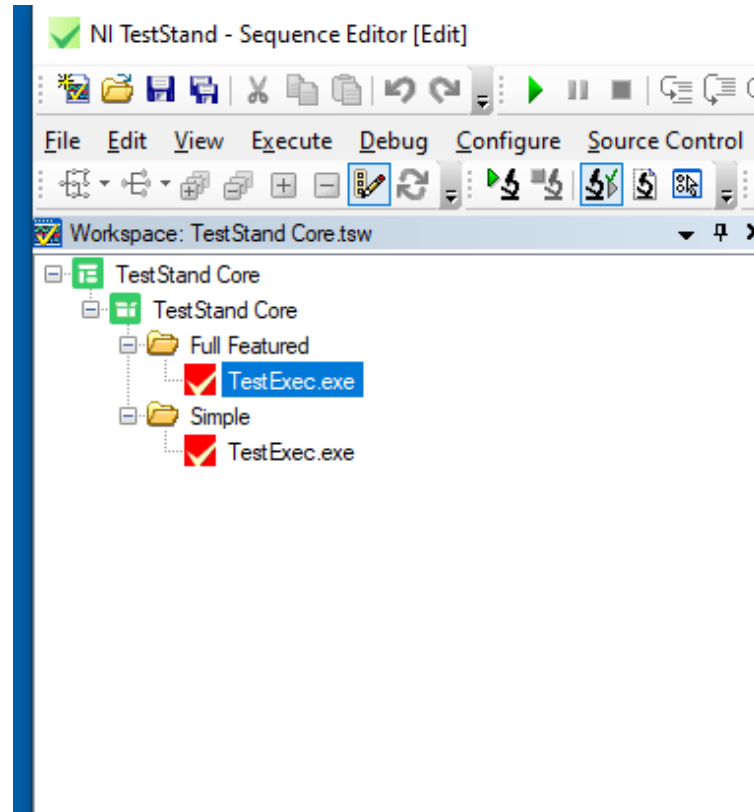 NI TestStand - Sequence Editor [Edit]
File Edit View Execute Debug Configure Source Control
Workspace: TestStand Core.tsw
TestStand Core
TestStand Core
Full Featured
TestExec.exe
Simple
TestExec.exe